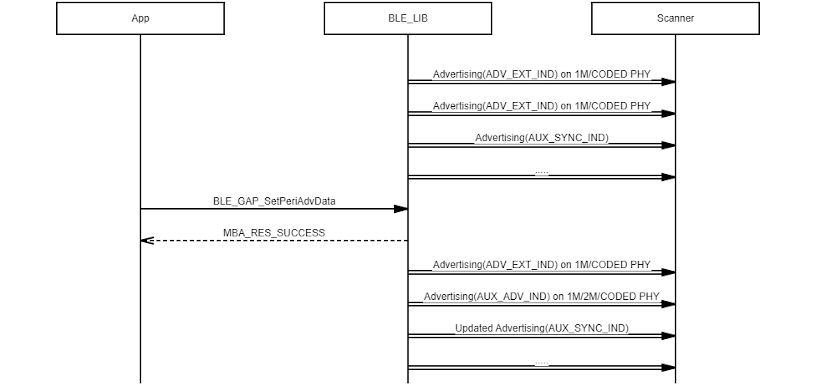 App
BLE_LIB
Scanner
Advertising(ADV_EXT_IND) on 1M/CODED PHY
Advertising(ADV_EXT_IND) on 1M/CODED PHY
Advertising(AUX_SYNC_IND)
.....
BLE_GAP_SetPeriAdvData
MBA_RES_SUCCESS
Advertising(ADV_EXT_IND) on 1M/CODED PHY
Advertising(AUX_ADV_IND) on 1M/2M/CODED PHY
Updated Advertising(AUX_SYNC_IND)
.....